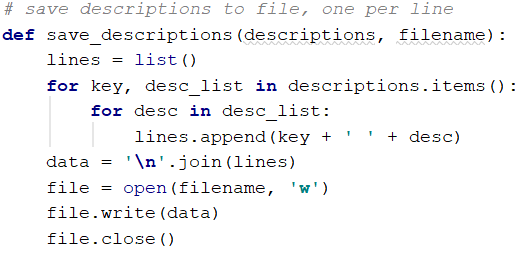 # save descriptions to file, one per line
def save_descriptions(descriptions, filename):
    lines = list()
    for key, desc_list in descriptions.items():
        for desc in desc_list:
            lines.append(key + ' ' + desc)
    data = '\n'.join(lines)
    file = open(filename, 'w')
    file.write(data)
    file.close()